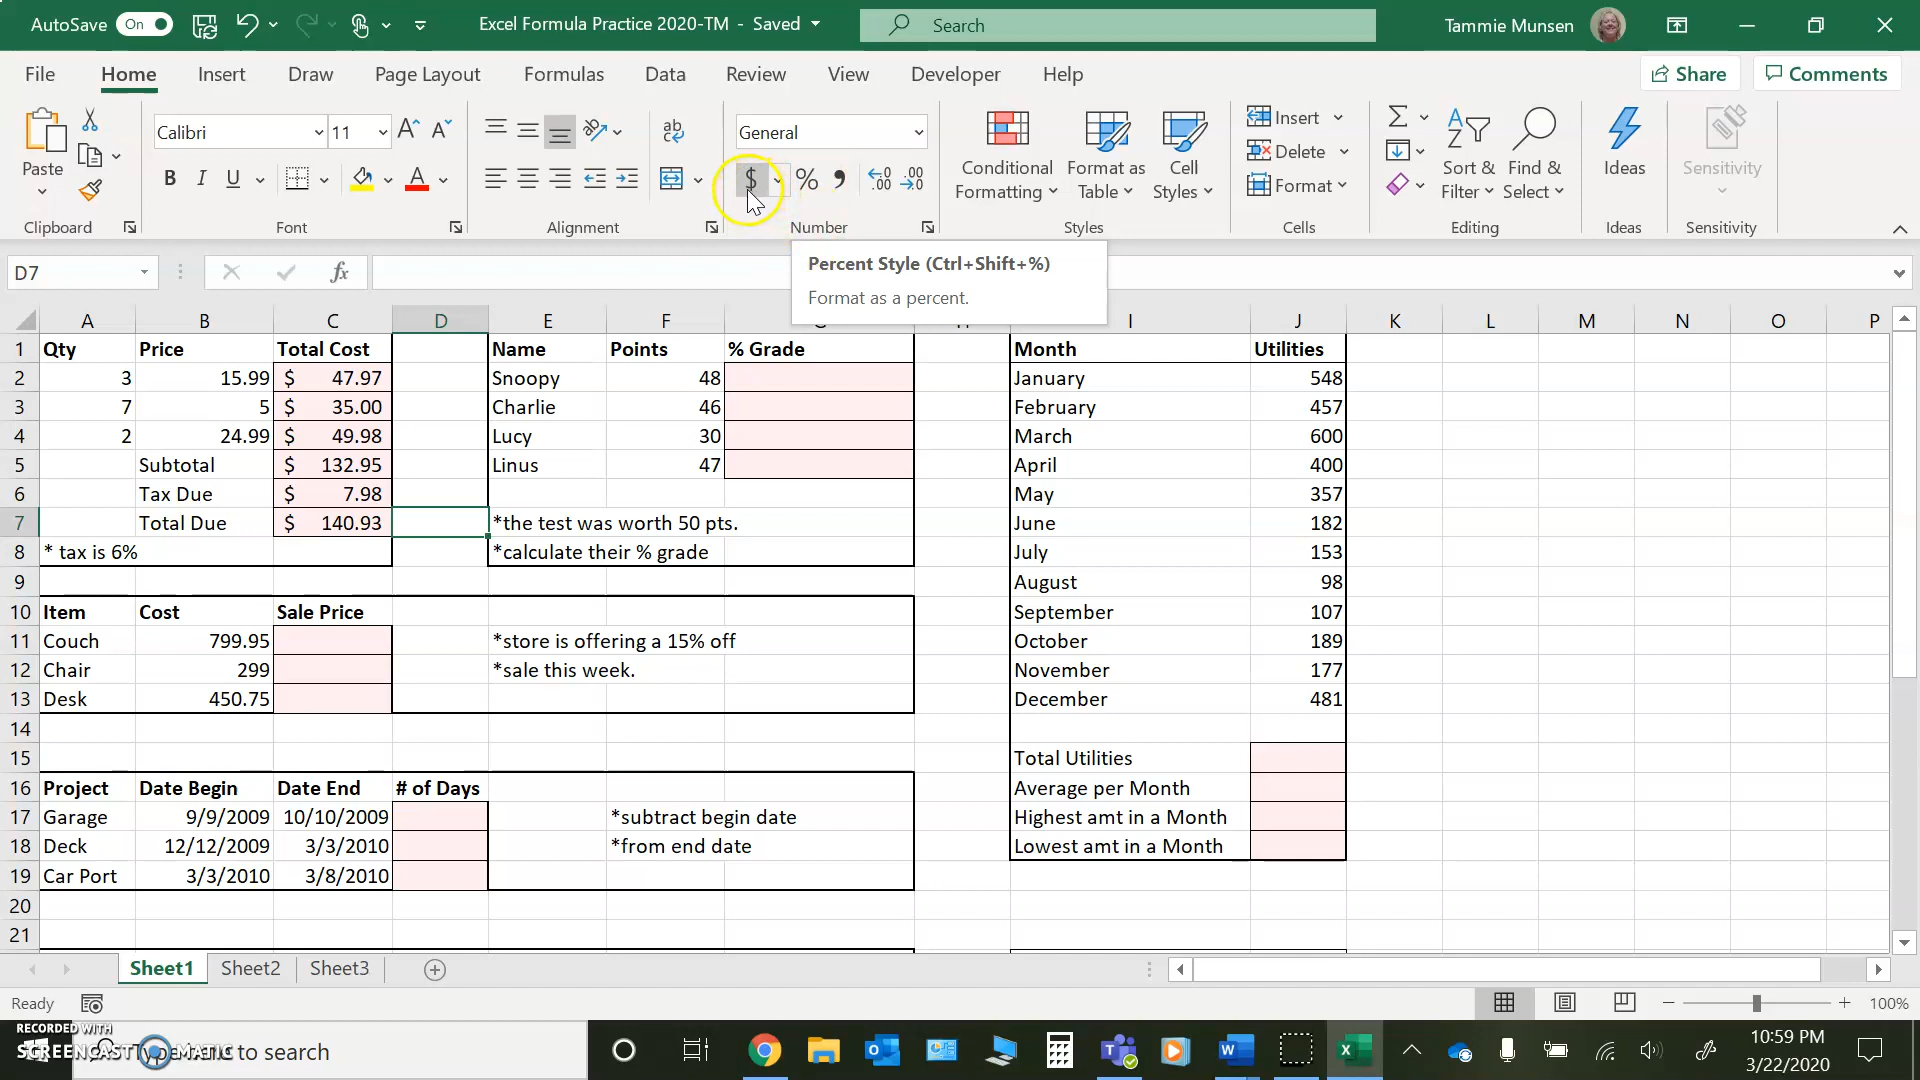 AutoSave On Excel Formula Practice 2020-TM - Saved Search Tammie Munsen
File Home Insert Draw Page Layout Formulas Data Review View Developer Help Share Comments
Paste
Clipboard
Calibri 11
B I U A
Font
ab
Alignment
General
$ % ,
Number
Conditional Formatting
Format as Table
Cell Styles
Styles
Insert
Delete
Format
Cells
Sort & Filter
Find & Select
Editing
Ideas
Ideas
Sensitivity
Sensitivity
D7 fx
Percent Style (Ctrl+Shift+%)
Format as a percent.
A B C D E F I J K L M N O P
1 Qty Price Total Cost Name Points % Grade Month Utilities
2 3 15.99 $ 47.97 Snoopy 48 January 548
3 7 5 $ 35.00 Charlie 46 February 457
4 2 24.99 $ 49.98 Lucy 30 March 600
5 Subtotal $ 132.95 Linus 47 April 400
6 Tax Due $ 7.98 May 357
7 Total Due $ 140.93 *the test was worth 50 pts. June 182
8 * tax is 6% *calculate their % grade July 153
9 August 98
10 Item Cost Sale Price September 107
11 Couch 799.95 *store is offering a 15% off October 189
12 Chair 299 *sale this week. November 177
13 Desk 450.75 December 481
14
15 Total Utilities
16 Project Date Begin Date End # of Days Average per Month
17 Garage 9/9/2009 10/10/2009 *subtract begin date Highest amt in a Month
18 Deck 12/12/2009 3/3/2010 *from end date Lowest amt in a Month
19 Car Port 3/3/2010 3/8/2010
20
21
Sheet1 Sheet2 Sheet3
Ready 100%
RECORDED WITH
SCREENCAST MATIC
to search
10:59 PM
3/22/2020